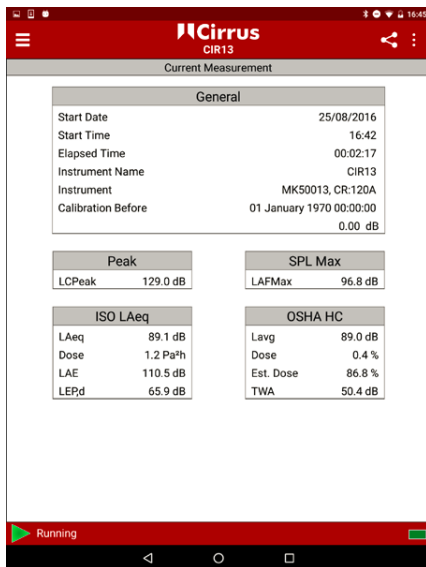 16:45
Cirrus
CIR13
Current Measurement
General
Start Date 25/08/2016
Start Time 16:42
Elapsed Time 00:02:17
Instrument Name CIR13
Instrument MK50013, CR:120A
Calibration Before 01 January 1970 00:00:00
0.00 dB
Peak
LCPeak 129.0 dB
SPL Max
LAFMax 96.8 dB
ISO LAeq
LAeq 89.1 dB
Dose 1.2 Pa²h
LAE 110.5 dB
LEP,d 65.9 dB
OSHA HC
Lavg 89.0 dB
Dose 0.4 %
Est. Dose 86.8 %
TWA 50.4 dB
Running